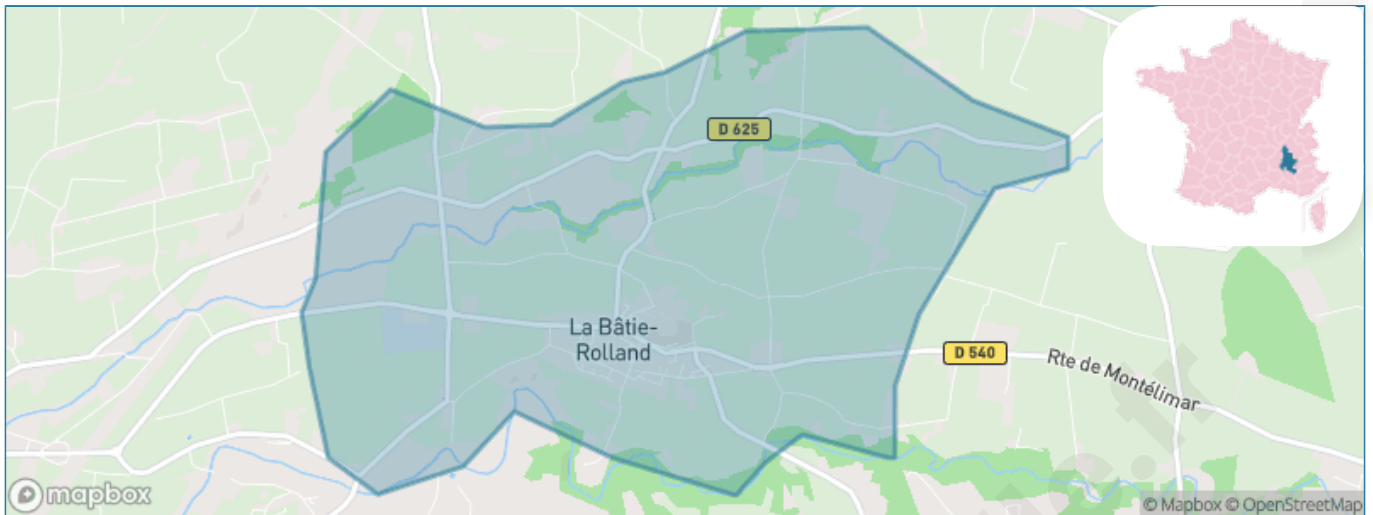 D 625
La Bâtie-
Rolland
D 540
Rte de Montélimar
mapbox
© Mapbox © OpenStreetMap